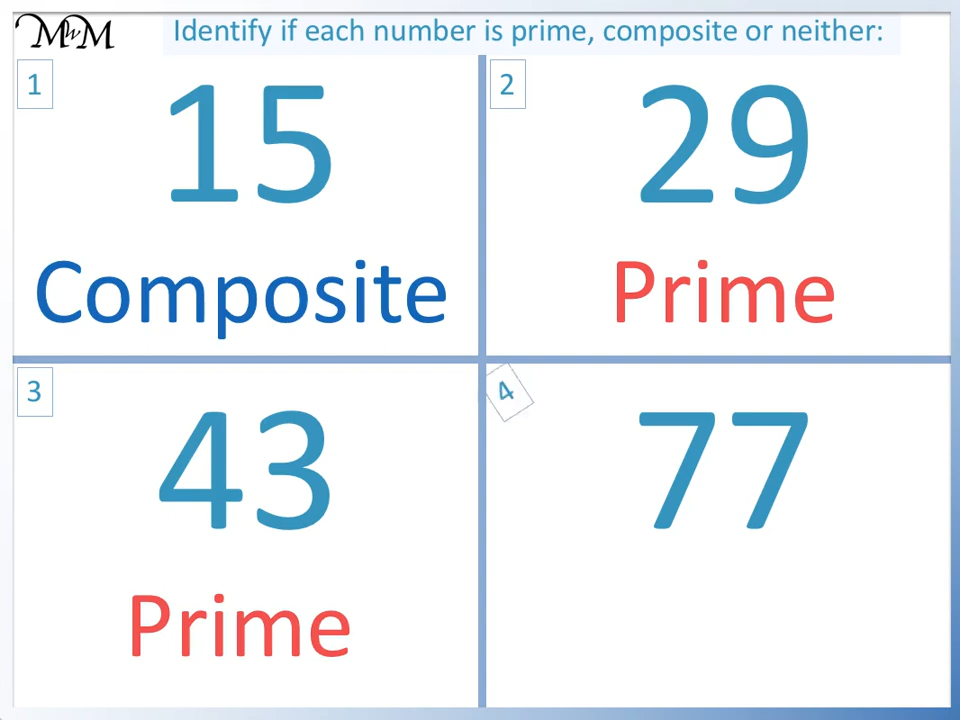 MWM
Identify if each number is prime, composite or neither:
1
15
Composite
2
29
Prime
3
43
Prime
4
77